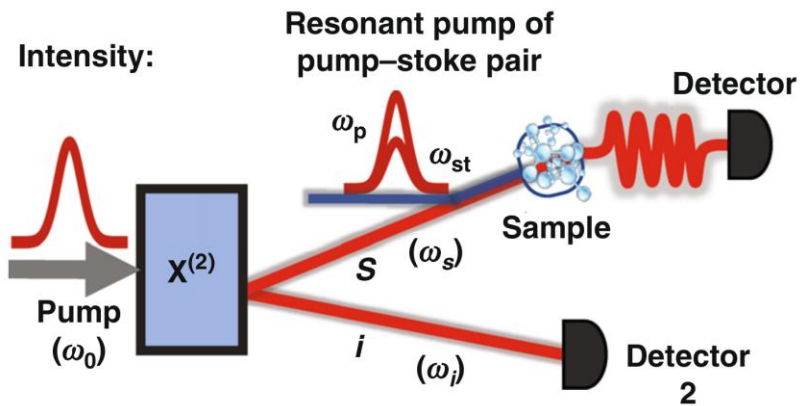 Intensity:
Resonant pump of
pump–stoke pair
Detector
ωp
ωst
Sample
X(2)
S
(ωs)
Pump
(ω0)
i
(ωi)
Detector
2